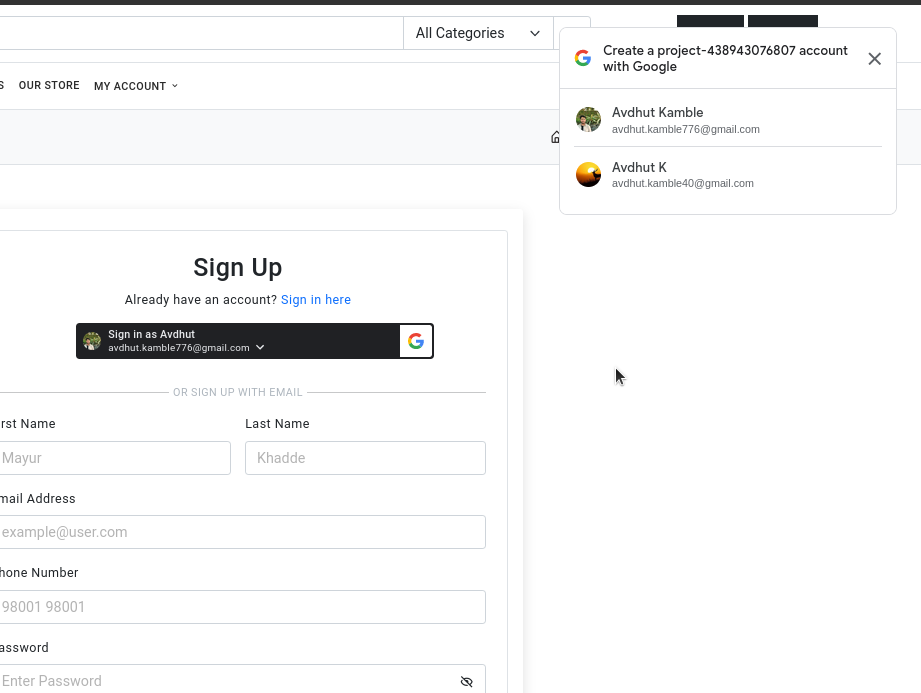 All Categories
Create a project-438943076807 account
with Google
OUR STORE
MY ACCOUNT
Avdhut Kamble
avdhut.kamble776@gmail.com
Avdhut K
avdhut.kamble40@gmail.com
Sign Up
Already have an account? Sign in here
Sign in as Avdhut
avdhut.kamble776@gmail.com
OR SIGN UP WITH EMAIL
rst Name
Last Name
Mayur
Khadde
mail Address
example@user.com
hone Number
98001 98001
assword
Enter Password